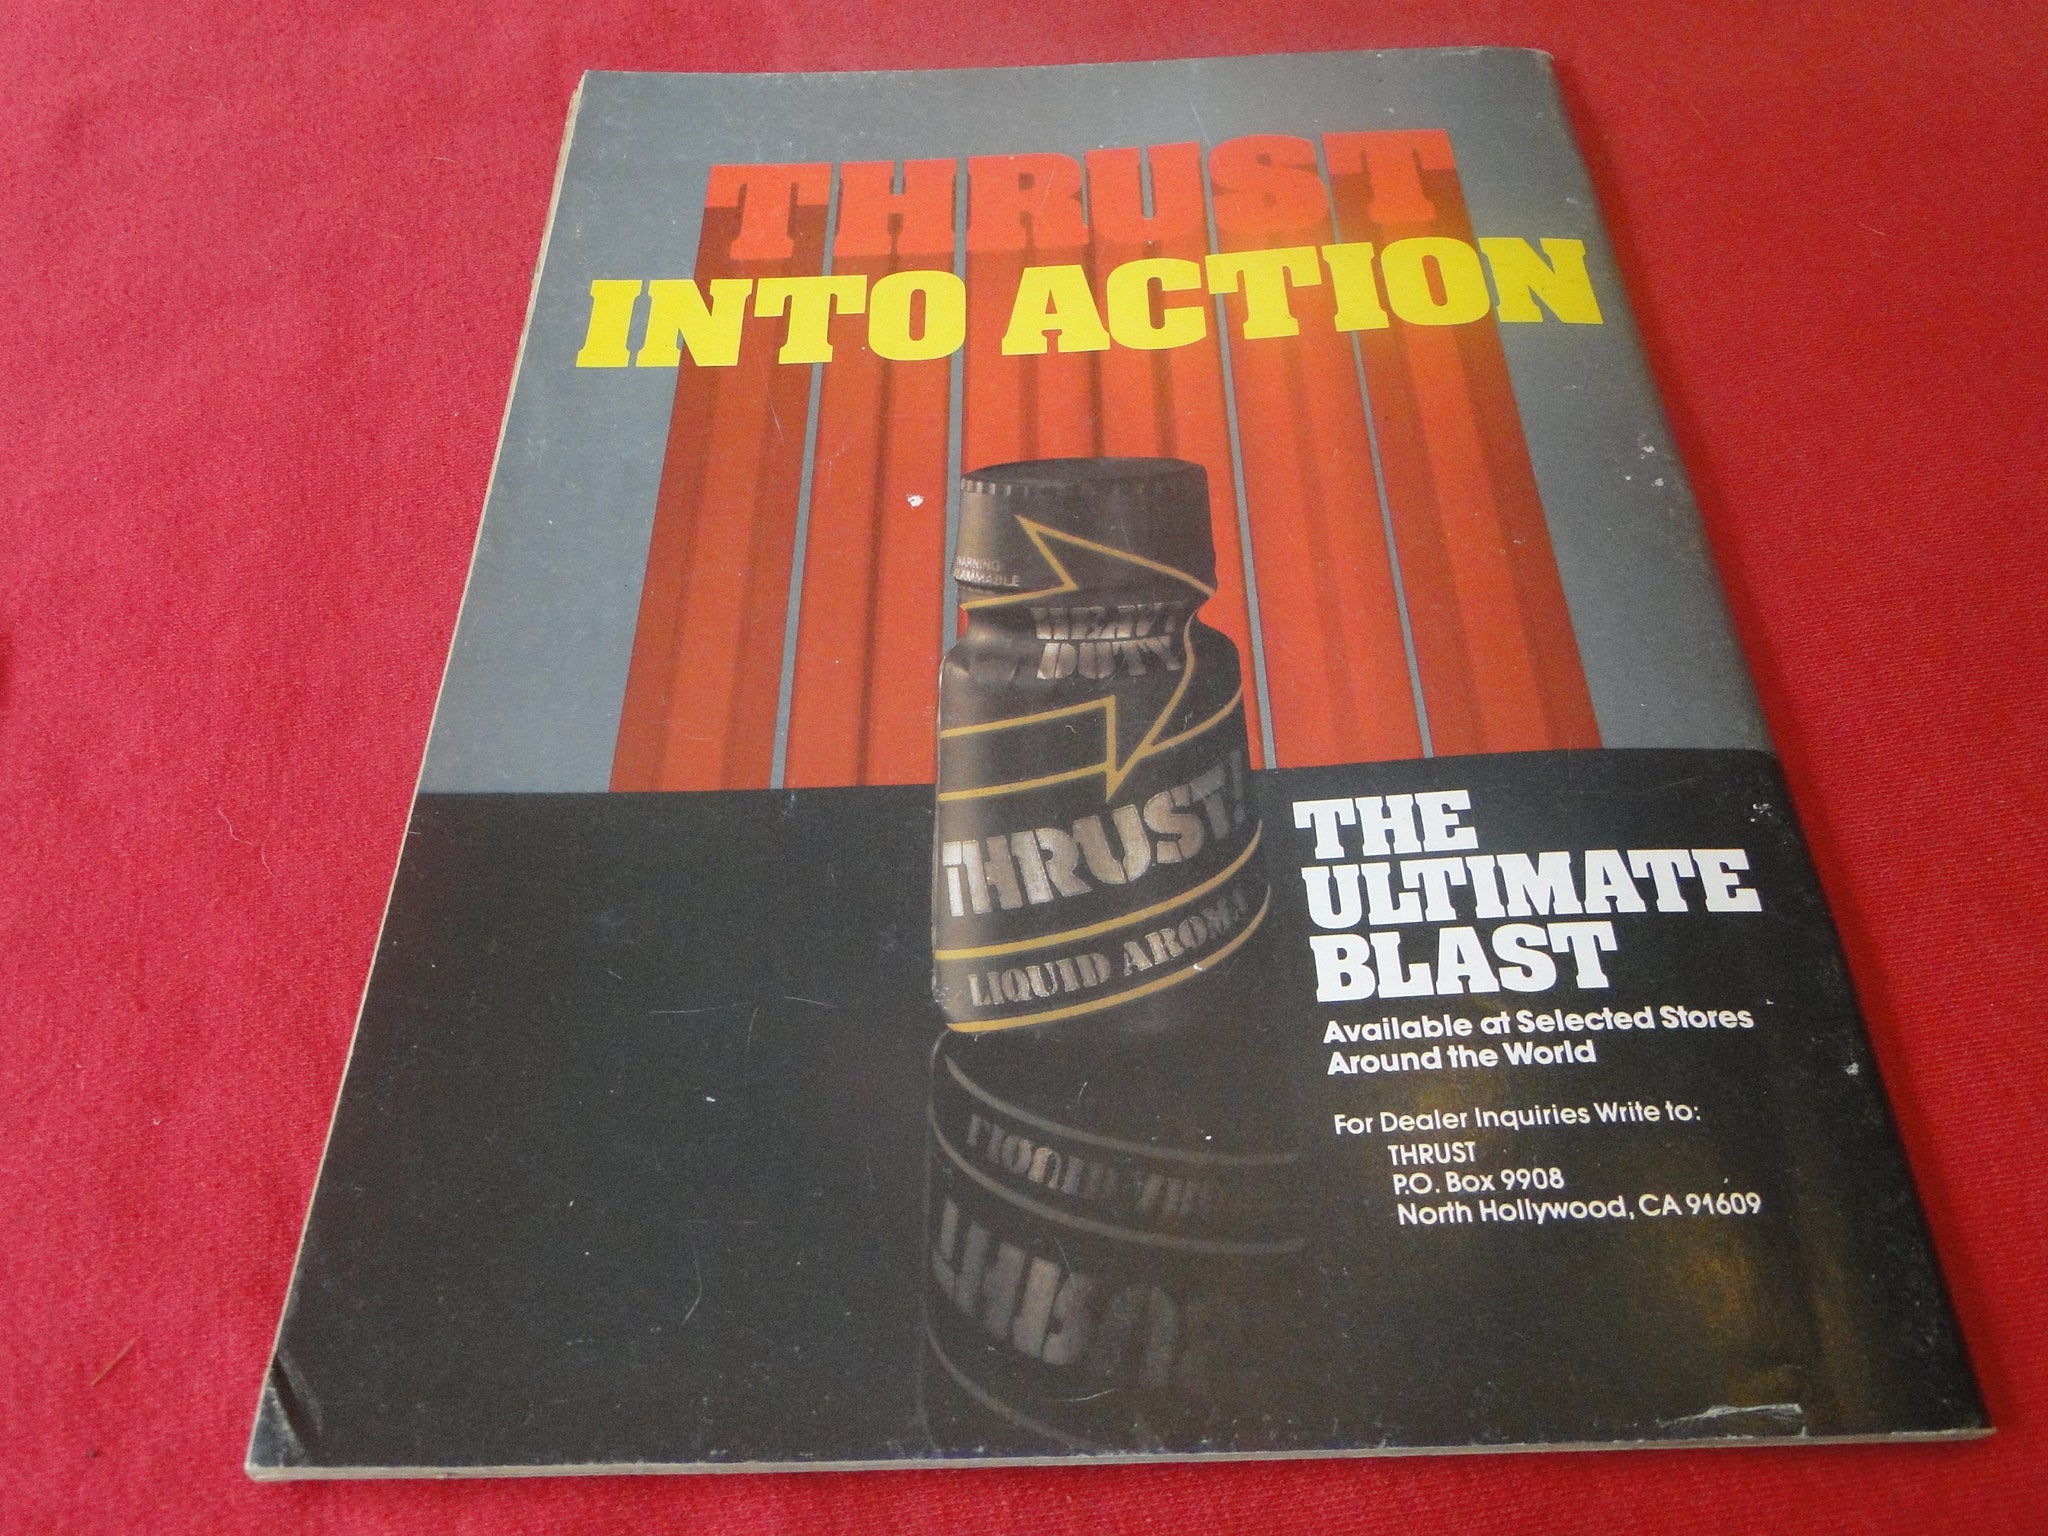 THRUST
INTO ACTION
WARNING:
FLAMMABLE
HEAVY
DUTY
THRUST!
LIQUID AROMA
THE
ULTIMATE
BLAST
Available at Selected Stores
Around the World
For Dealer Inquiries Write to:
THRUST
P.O. Box 9908
North Hollywood, CA 91609